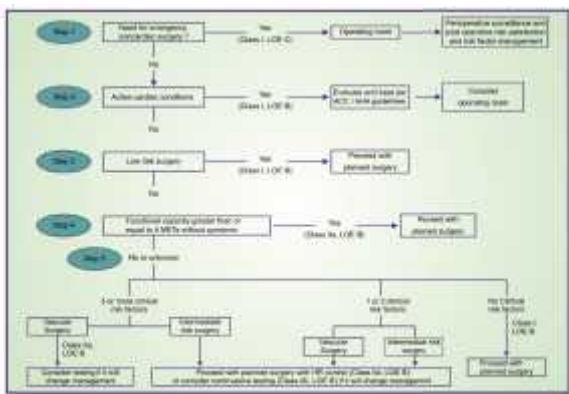 Step 1
Need for emergency
noncardiac surgery ?
Yes
(Class I, LOE C)
Operating room
Perioperative surveillance and
post operative risk stratification
and risk factor management
No
Step 2
Active cardiac conditions
Yes
(Class I, LOE B)
Evaluate and treat per
ACC / AHA guidelines
Consider
operating room
No
Step 3
Low risk surgery
Yes
(Class I, LOE B)
Proceed with
planned surgery
No
Step 4
Functional capacity greater than or
equal to 4 METs without symptoms
Yes
(Class IIa, LOE B)
Proceed with
planned surgery
Step 5
No or unknown
3 or more clinical
risk factors
1 or 2 clinical
risk factors
No Clinical
risk factors
Vascular
Surgery
Intermediate
risk surgery
Vascular
Surgery
Intermediate risk
surgery
Class I
LOE B
Class IIa,
LOE B
Consider testing if it will
change management
Proceed with planned surgery with HR control (Class IIa, LOE B)
or consider noninvasive testing (Class IIb, LOE B) if it will change management
Proceed with
planned surgery